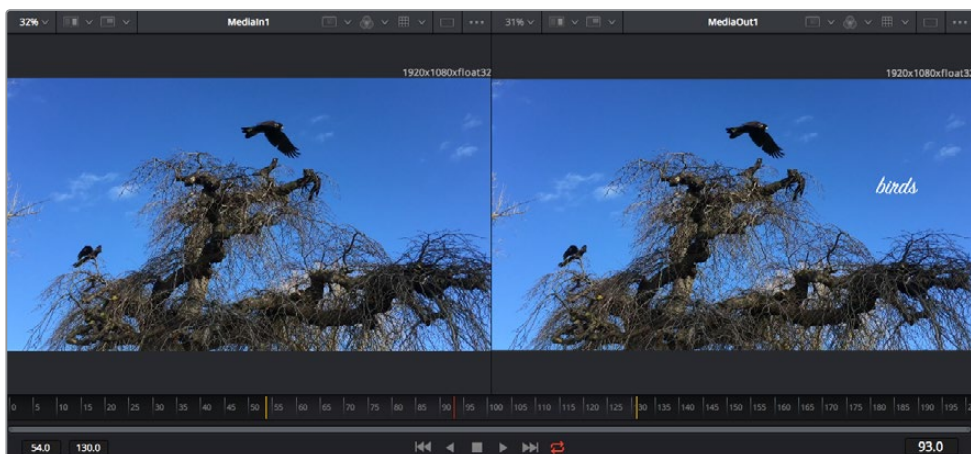 32% MediaIn1 31% MediaOut1
1920x1080xfloat32 1920x1080xfloat32
birds
0 5 10 15 20 25 30 35 40 45 50 55 60 65 70 75 80 85 90 95 100 105 110 115 120 125 130 135 140 145 150 155 160 165 170 175 180 185 190 195
54.0 130.0 93.0